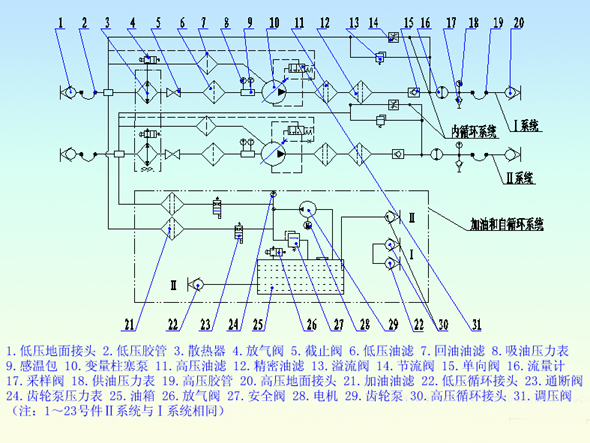 1 2 3 4 5 6 7 8 9 10 11 12 13 14 15 16 17 18 19 20
Ⅰ系统
内循环系统
Ⅱ系统
加油和自循环系统
Ⅱ
Ⅰ
Ⅱ
21 22 23 24 25 26 27 28 29 22 30 31
1.低压地面接头 2.低压胶管 3.散热器 4.放气阀 5.截止阀 6.低压油滤 7.回油油滤 8.吸油压力表
9.感温包 10.变量柱塞泵 11.高压油滤 12.精密油滤 13.溢流阀 14.节流阀 15.单向阀 16.流量计
17.采样阀 18.供油压力表 19.高压胶管 20.高压地面接头 21.加油油滤 22.低压循环接头 23.通断阀
24.齿轮泵压力表 25.油箱 26.放气阀 27.安全阀 28.电机 29.齿轮泵 30.高压循环接头 31.调压阀
(注：1～23号件Ⅱ系统与Ⅰ系统相同)